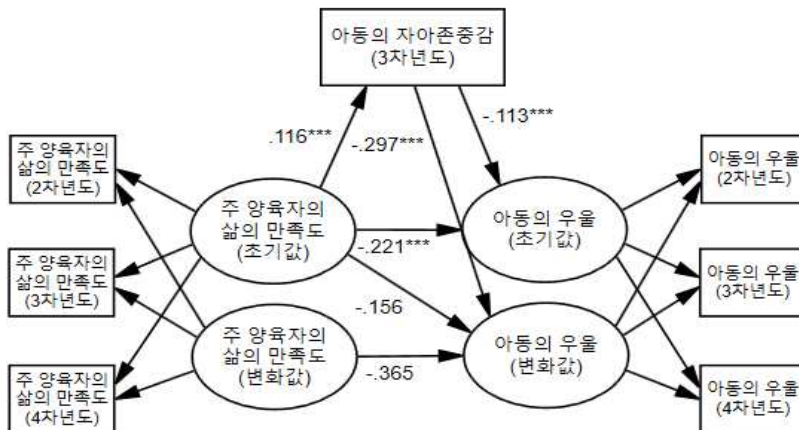 아동의 자아존중감
(3차년도)
.116***
-.297***
-.113***
주 양육자의
삶의 만족도
(2차년도)
주 양육자의
삶의 만족도
(초기값)
아동의 우울
(초기값)
아동의 우울
(2차년도)
-.221***
주 양육자의
삶의 만족도
(3차년도)
아동의 우울
(3차년도)
-.156
주 양육자의
삶의 만족도
(변화값)
아동의 우울
(변화값)
-.365
주 양육자의
삶의 만족도
(4차년도)
아동의 우울
(4차년도)